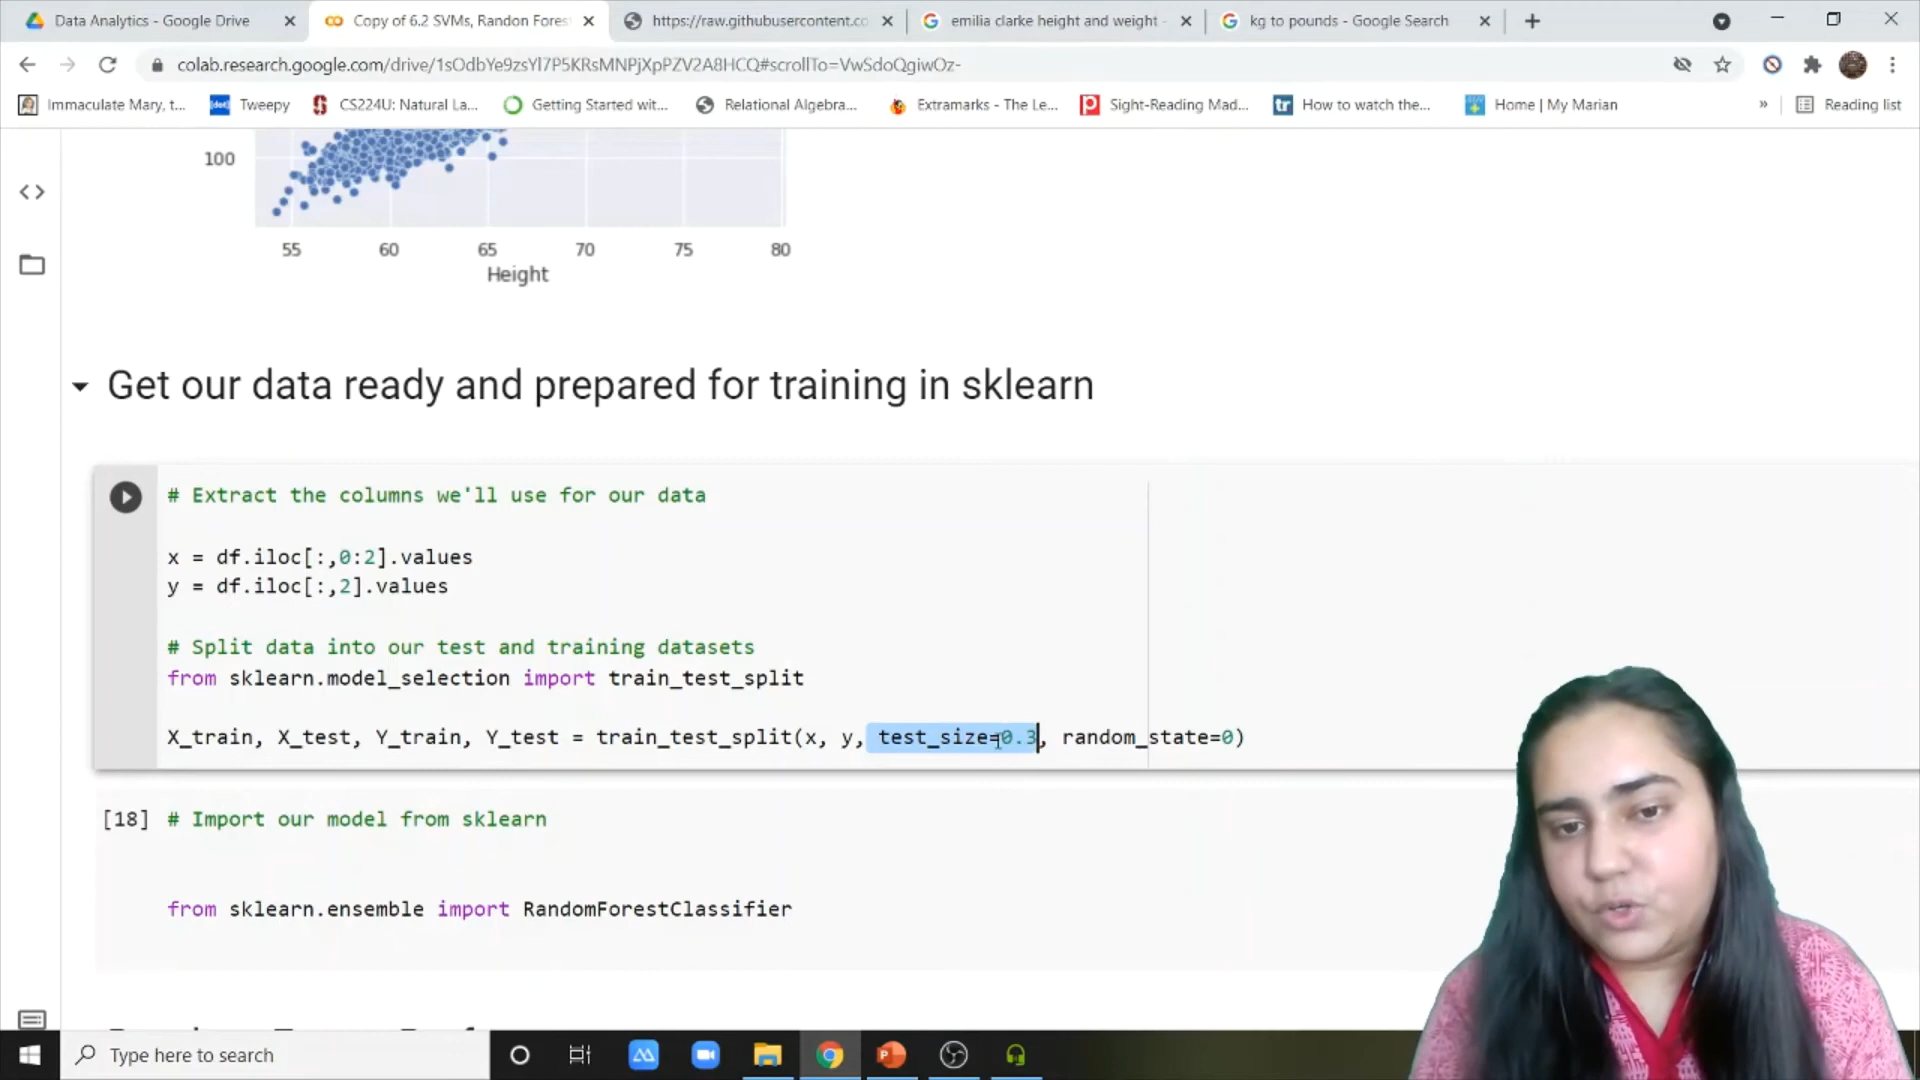 Data Analytics - Google Drive
Copy of 6.2 SVMs, Randon Fores
https://raw.githubusercontent.co
emilia clarke height and weight -
kg to pounds - Google Search
colab.research.google.com/drive/1sOdbYe9zsYl7P5KRsMNPjXpPZV2A8HCQ#scrollTo=VwSdoQgiwOz-
Immaculate Mary, t...
Tweepy
CS224U: Natural La...
Getting Started wit...
Relational Algebra...
Extramarks - The Le...
Sight-Reading Mad...
How to watch the...
Home | My Marian
»
Reading list
100
55 60 65 70 75 80
Height
Get our data ready and prepared for training in sklearn
# Extract the columns we'll use for our data
x = df.iloc[:,0:2].values
y = df.iloc[:,2].values
# Split data into our test and training datasets
from sklearn.model_selection import train_test_split
X_train, X_test, Y_train, Y_test = train_test_split(x, y, test_size=0.3, random_state=0)
[18] # Import our model from sklearn
from sklearn.ensemble import RandomForestClassifier
Type here to search